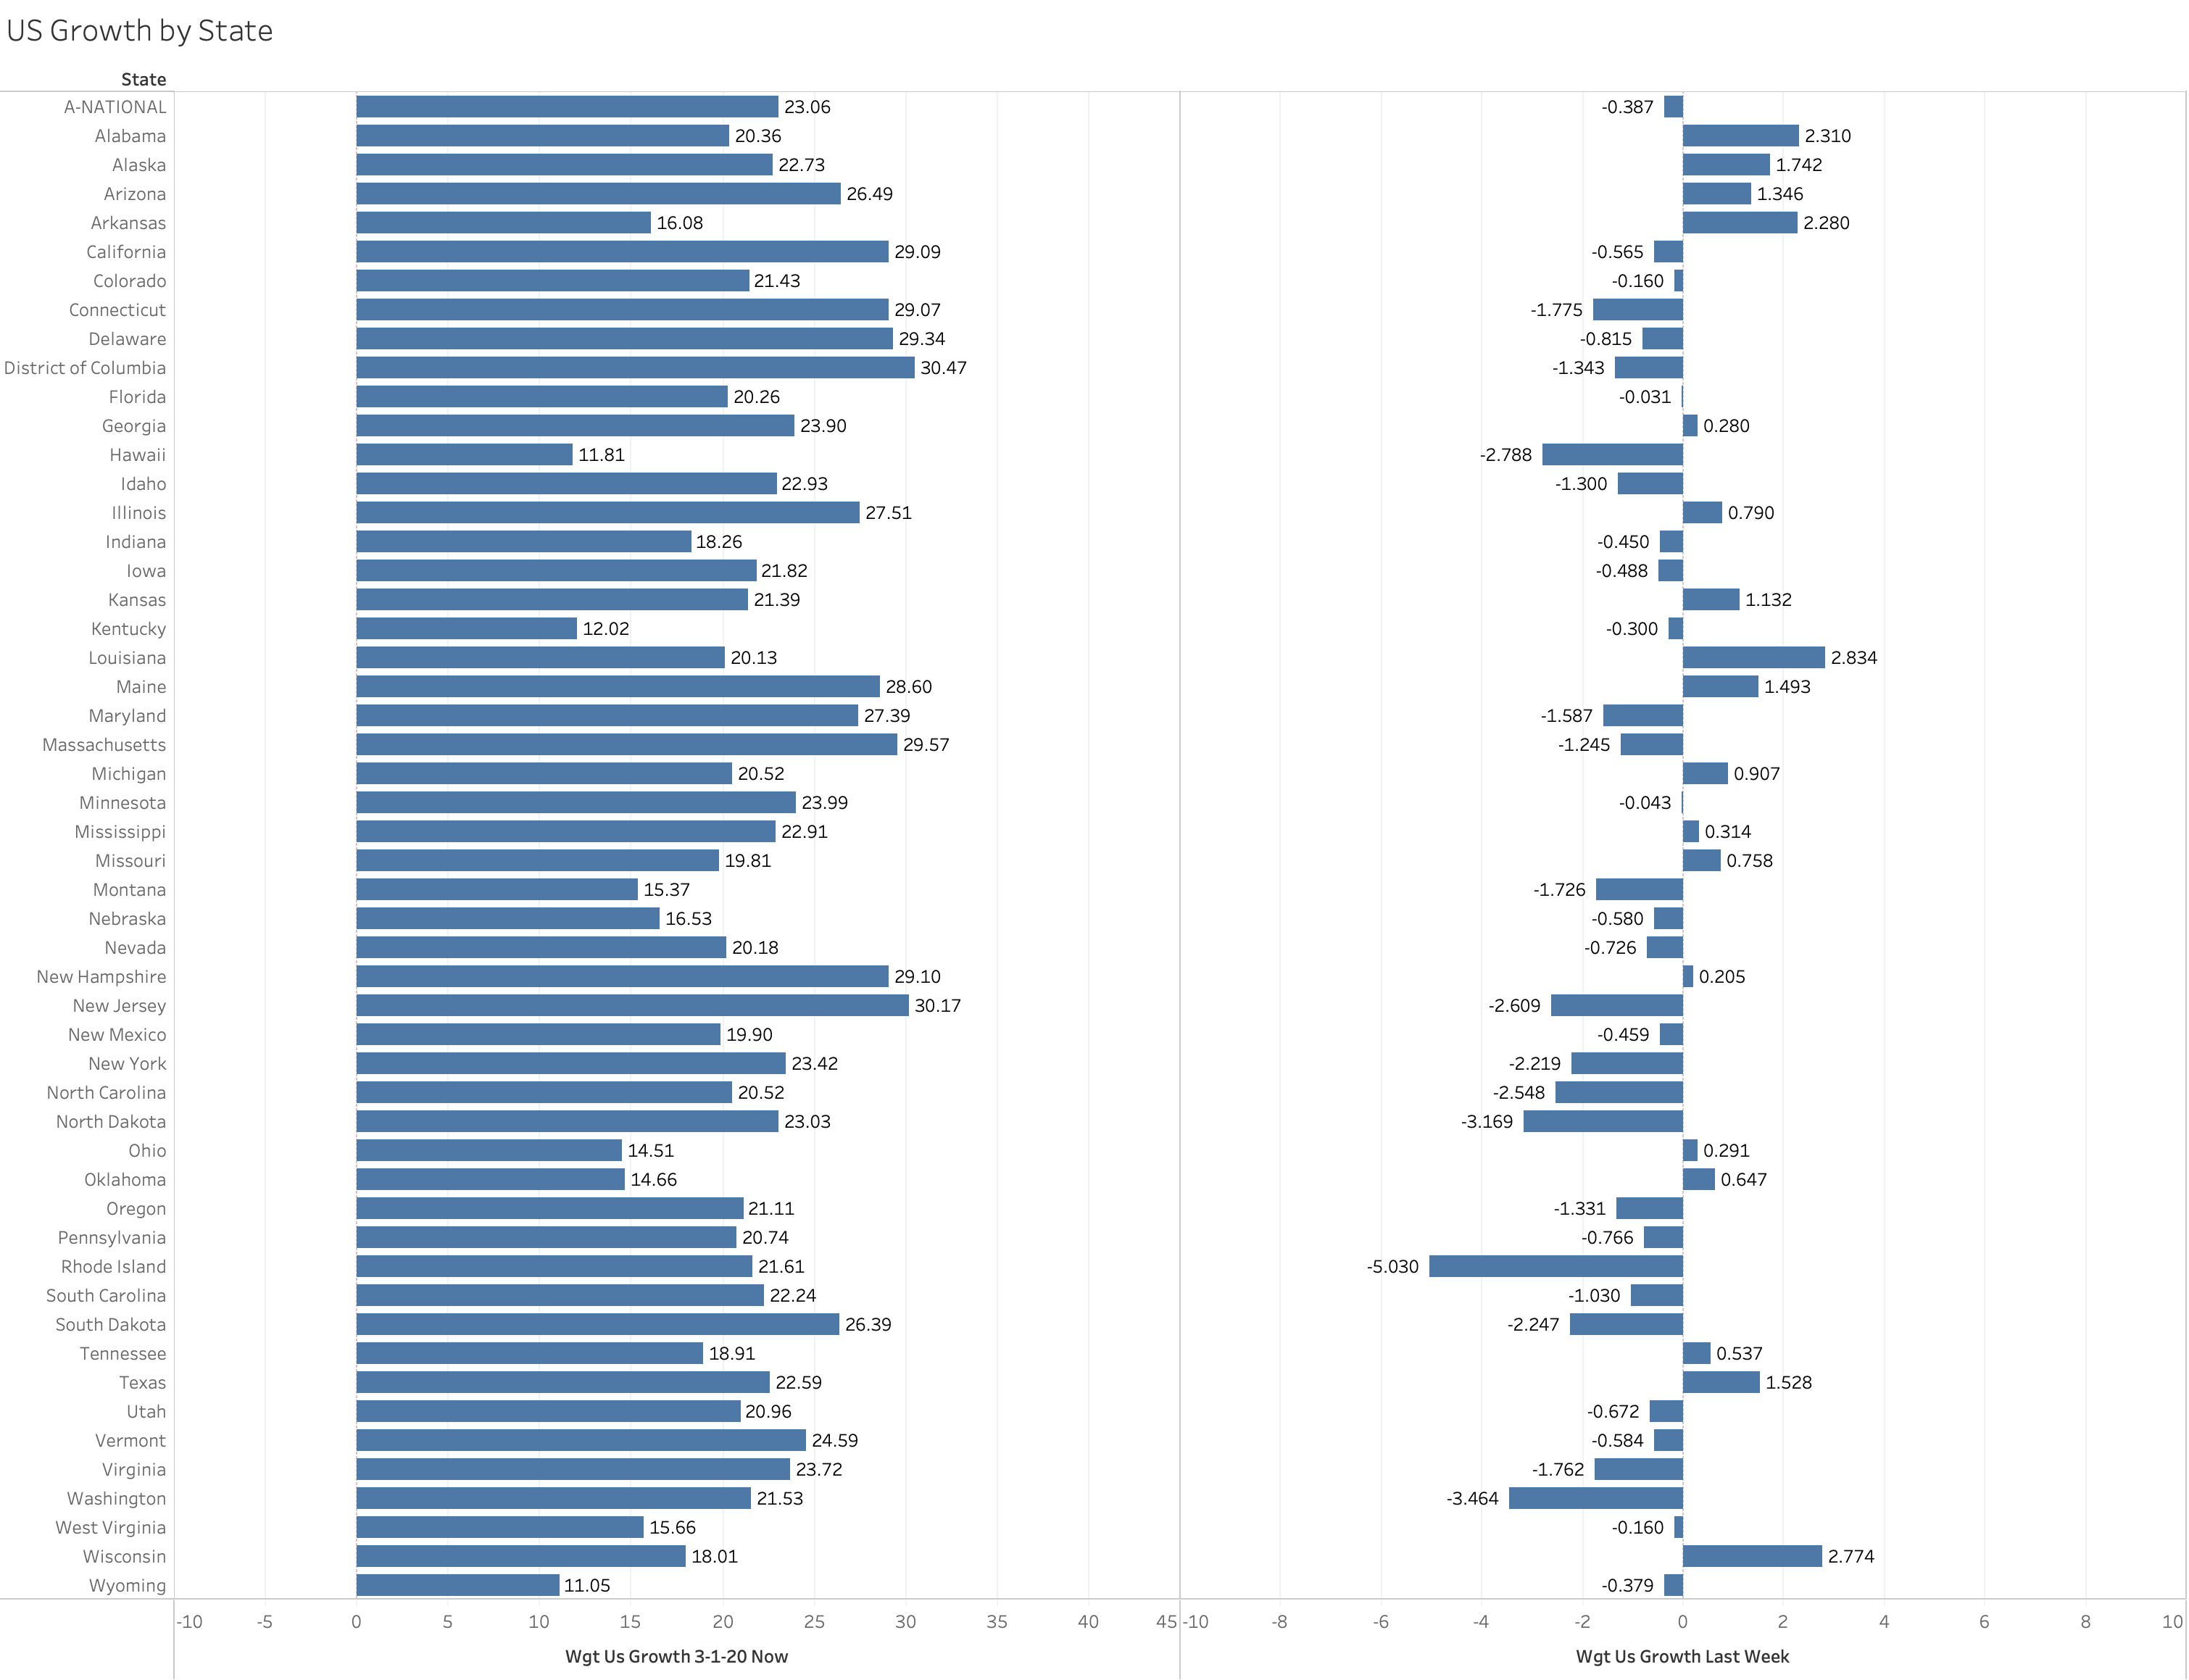 US Growth by State
State
A-NATIONAL 23.06 -0.387
Alabama 20.36 2.310
Alaska 22.73 1.742
Arizona 26.49 1.346
Arkansas 16.08 2.280
California 29.09 -0.565
Colorado 21.43 -0.160
Connecticut 29.07 -1.775
Delaware 29.34 -0.815
District of Columbia 30.47 -1.343
Florida 20.26 -0.031
Georgia 23.90 0.280
Hawaii 11.81 -2.788
Idaho 22.93 -1.300
Illinois 27.51 0.790
Indiana 18.26 -0.450
Iowa 21.82 -0.488
Kansas 21.39 1.132
Kentucky 12.02 -0.300
Louisiana 20.13 2.834
Maine 28.60 1.493
Maryland 27.39 -1.587
Massachusetts 29.57 -1.245
Michigan 20.52 0.907
Minnesota 23.99 -0.043
Mississippi 22.91 0.314
Missouri 19.81 0.758
Montana 15.37 -1.726
Nebraska 16.53 -0.580
Nevada 20.18 -0.726
New Hampshire 29.10 0.205
New Jersey 30.17 -2.609
New Mexico 19.90 -0.459
New York 23.42 -2.219
North Carolina 20.52 -2.548
North Dakota 23.03 -3.169
Ohio 14.51 0.291
Oklahoma 14.66 0.647
Oregon 21.11 -1.331
Pennsylvania 20.74 -0.766
Rhode Island 21.61 -5.030
South Carolina 22.24 -1.030
South Dakota 26.39 -2.247
Tennessee 18.91 0.537
Texas 22.59 1.528
Utah 20.96 -0.672
Vermont 24.59 -0.584
Virginia 23.72 -1.762
Washington 21.53 -3.464
West Virginia 15.66 -0.160
Wisconsin 18.01 2.774
Wyoming 11.05 -0.379
-10 -5 0 5 10 15 20 25 30 35 40 45 -10 -8 -6 -4 -2 0 2 4 6 8 10
Wgt Us Growth 3-1-20 Now Wgt Us Growth Last Week